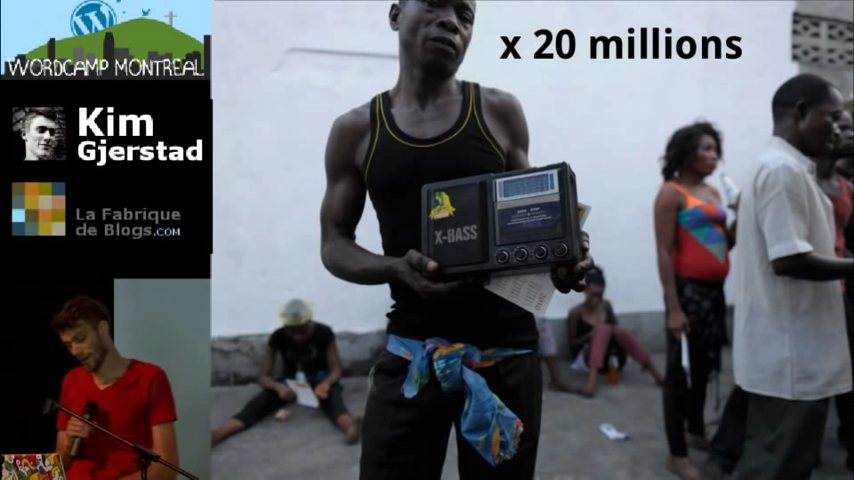 WORDCAMP MONTREAL
Kim
Gjerstad
La Fabrique
de Blogs.COM
x 20 millions
X-BASS